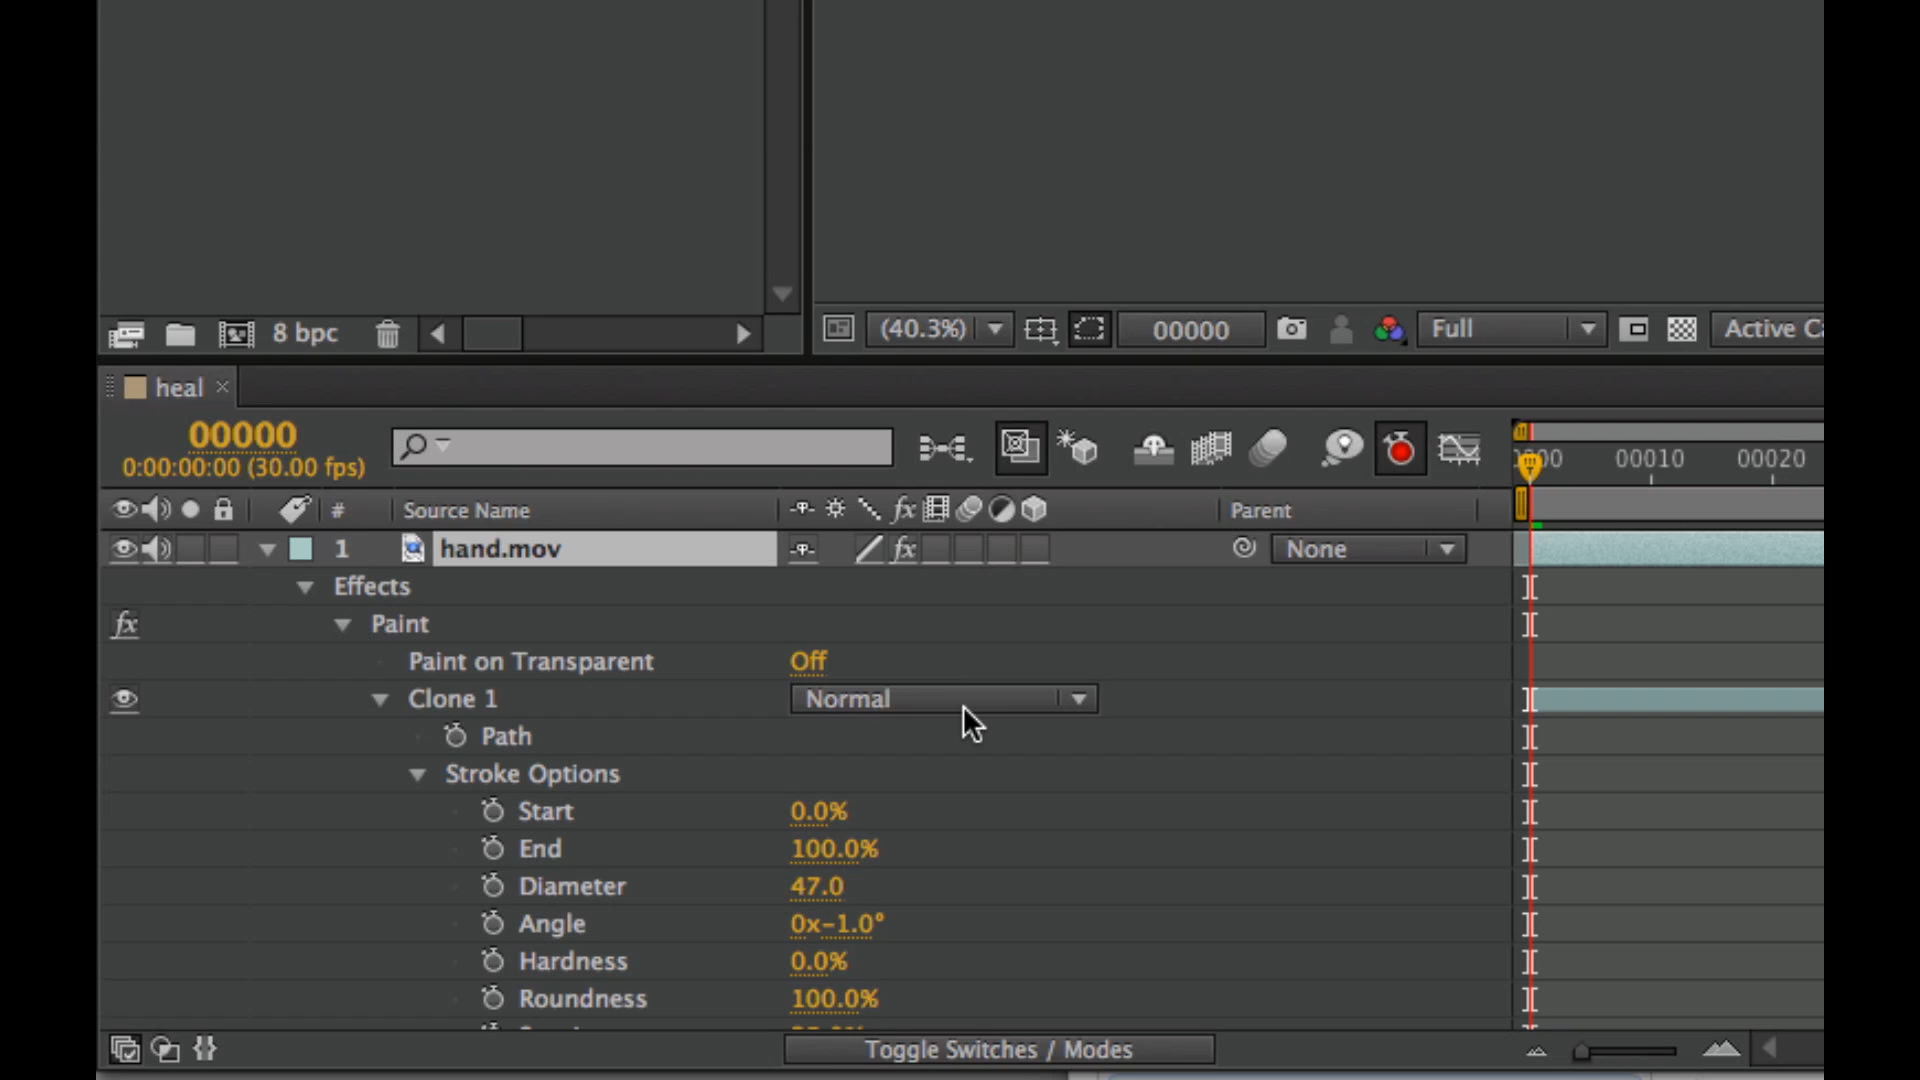 8 bpc
(40.3%)
00000
Full
heal
00000
0:00:00:00 (30.00 fps)
00010
00020
# Source Name
fx
Parent
1 hand.mov
fx
None
Effects
fx
Paint
Paint on Transparent
Off
Clone 1
Normal
Path
Stroke Options
Start
0.0%
End
100.0%
Diameter
47.0
Angle
0x-1.0°
Hardness
0.0%
Roundness
100.0%
Toggle Switches / Modes